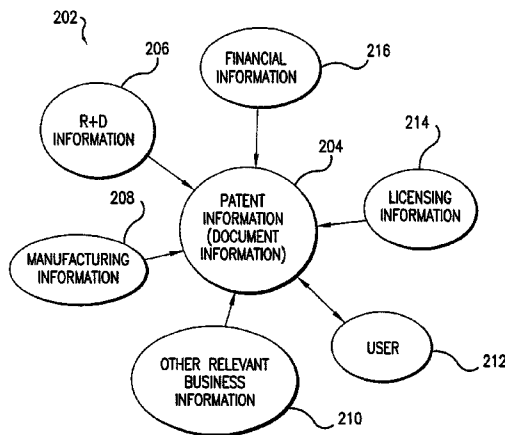 202
206
R+D
INFORMATION
FINANCIAL
INFORMATION
216
204
PATENT
INFORMATION
(DOCUMENT
INFORMATION)
214
LICENSING
INFORMATION
208
MANUFACTURING
INFORMATION
OTHER RELEVANT
BUSINESS
INFORMATION
210
USER
212